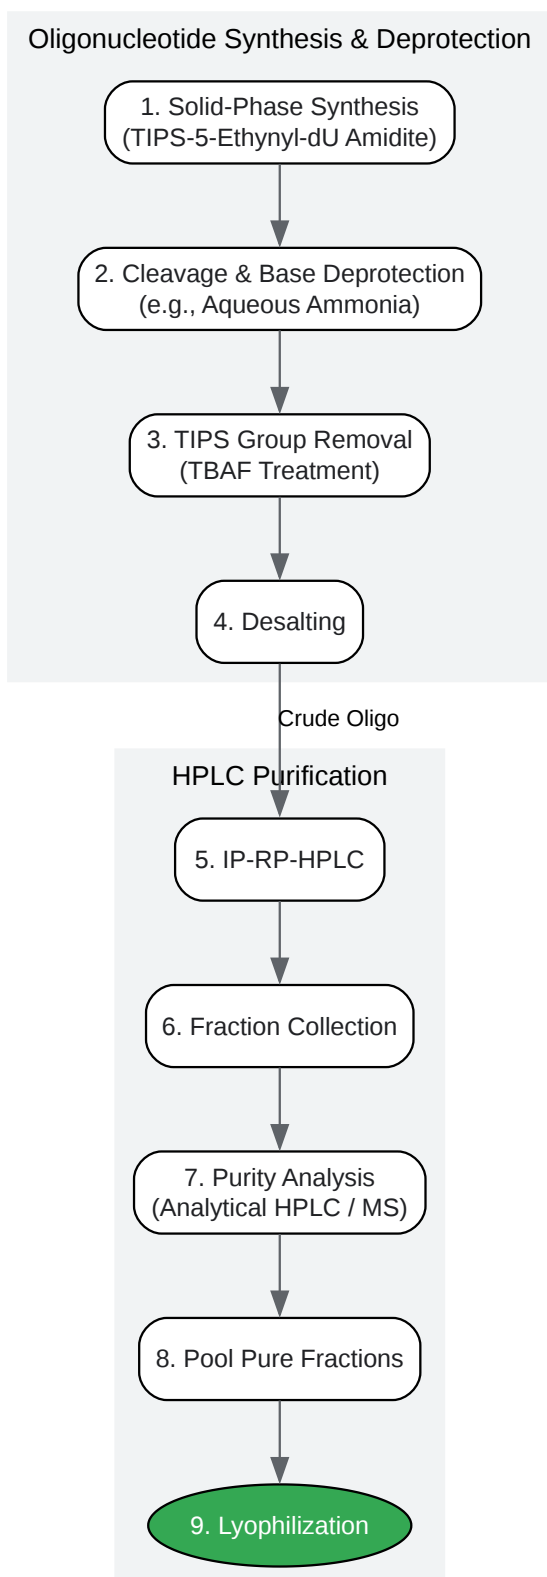 Oligonucleotide Synthesis & Deprotection
1. Solid-Phase Synthesis
(TIPS-5-Ethynyl-dU Amidite)
2. Cleavage & Base Deprotection
(e.g., Aqueous Ammonia)
3. TIPS Group Removal
(TBAF Treatment)
4. Desalting
Crude Oligo
HPLC Purification
5. IP-RP-HPLC
6. Fraction Collection
7. Purity Analysis
(Analytical HPLC / MS)
8. Pool Pure Fractions
9. Lyophilization